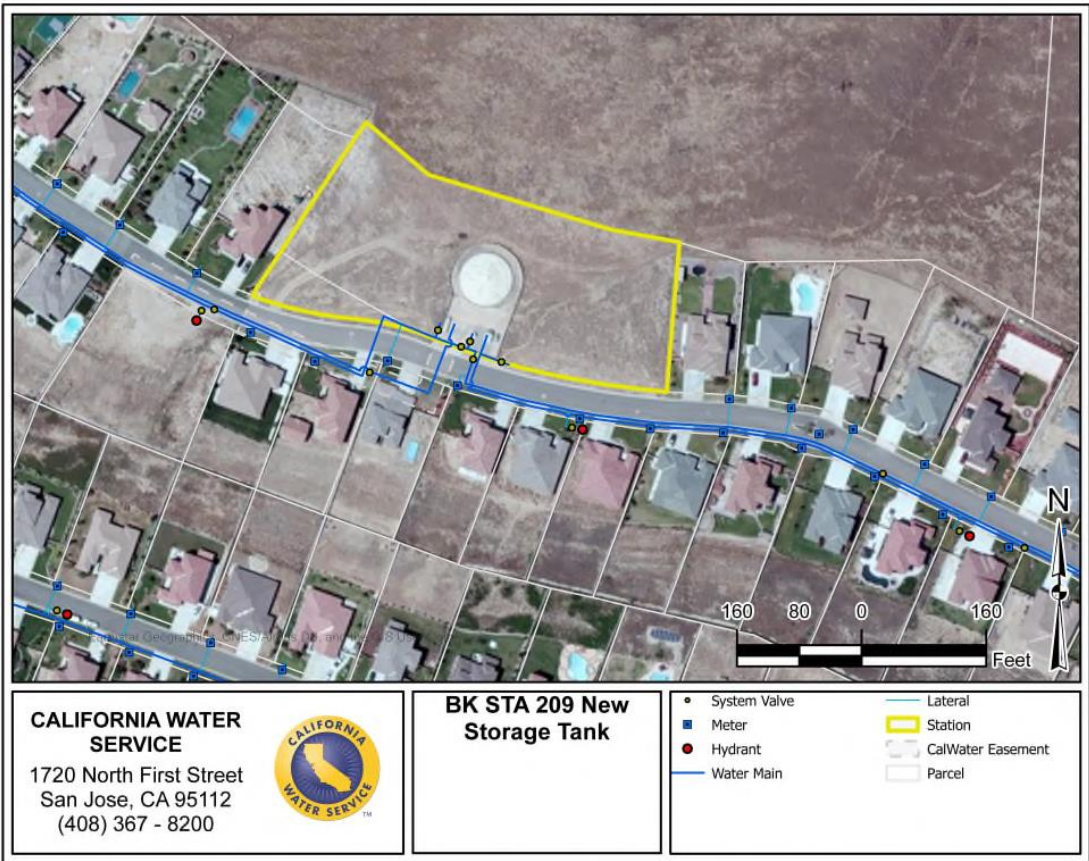 N
160 80 0 160
Feet
CALIFORNIA WATER
SERVICE
1720 North First Street
San Jose, CA 95112
(408) 367 - 8200
CALIFORNIA
WATER SERVICE
TM
BK STA 209 New
Storage Tank
System Valve
Meter
Hydrant
Water Main
Lateral
Station
CalWater Easement
Parcel